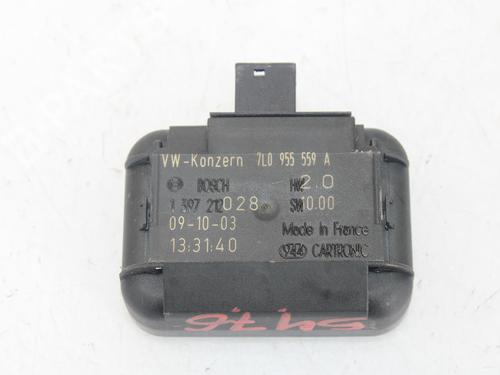 VW-Konzern 7L0 955 559 A
BOSCH HW 2.0
1 397 212 028 SW 10.00
09-10-03 Made in France
13:31:40 CARTRONIC